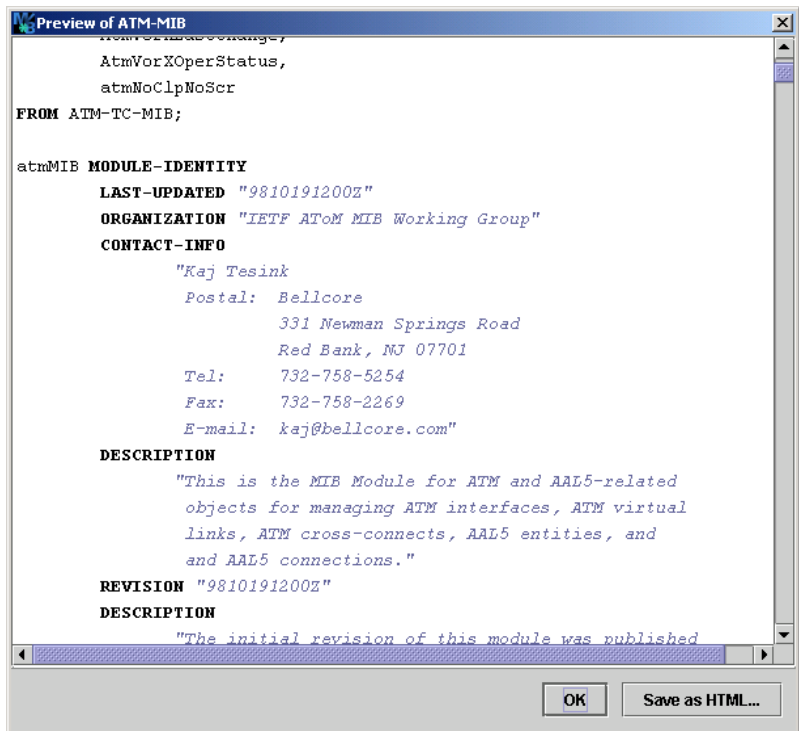 Preview of ATM-MIB
AtmVorXOperStatus,
atmNoClpNoScr
FROM ATM-TC-MIB;
atmMIB MODULE-IDENTITY
LAST-UPDATED "9810191200Z"
ORGANIZATION "IETF AToM MIB Working Group"
CONTACT-INFO
"Kaj Tesink
Postal: Bellcore
331 Newman Springs Road
Red Bank, NJ 07701
Tel: 732-758-5254
Fax: 732-758-2269
E-mail: kaj@bellcore.com"
DESCRIPTION
"This is the MIB Module for ATM and AAL5-related
objects for managing ATM interfaces, ATM virtual
links, ATM cross-connects, AAL5 entities, and
and AAL5 connections."
REVISION "9810191200Z"
DESCRIPTION
"The initial revision of this module was published
OK
Save as HTML...